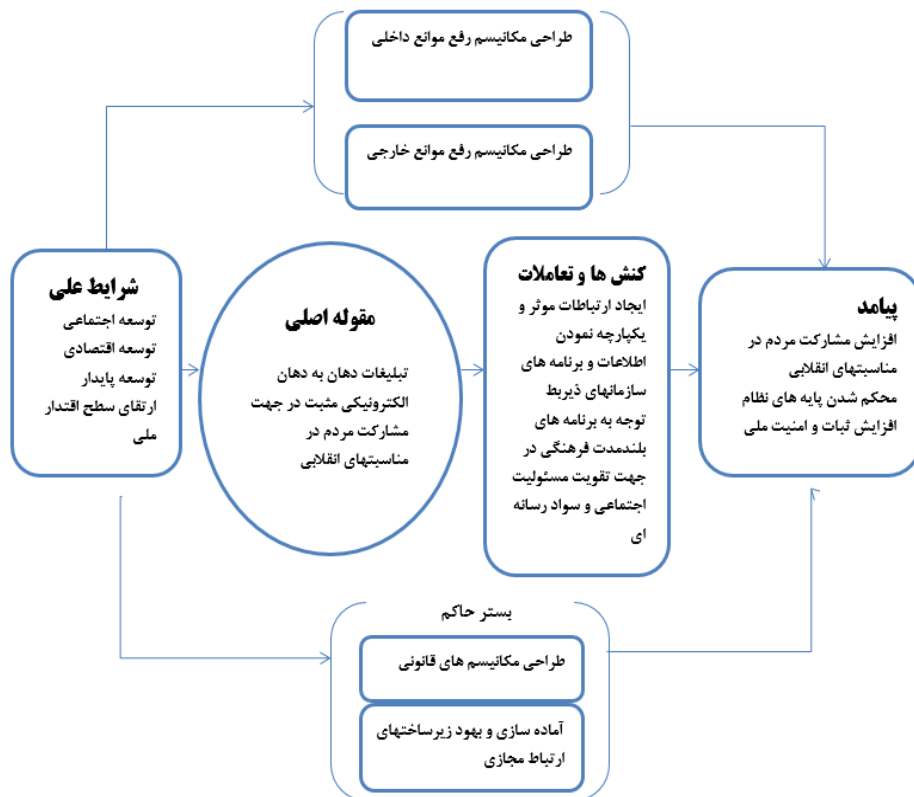 طراحی مکانیسم رفع موانع داخلی
طراحی مکانیسم رفع موانع خارجی
شرایط علی
توسعه اجتماعی
توسعه اقتصادی
توسعه پایدار
ارتقای سطح اقتدار
ملی
مقوله اصلی
تبلیغات دهان به دهان
الکترونیکی مثبت در جهت
مشارکت مردم در
مناسبتهای انقلابی
کنش ها و تعاملات
ایجاد ارتباطات موثر و
یکپارچه نمودن
اطلاعات و برنامه های
سازمانهای ذیربط
توجه به برنامه های
بلندمدت فرهنگی در
جهت تقویت مسئولیت
اجتماعی و سواد رسانه
ای
پیامد
افزایش مشارکت مردم در
مناسبتهای انقلابی
محکم شدن پایه های نظام
افزایش ثبات و امنیت ملی
بستر حاکم
طراحی مکانیسم های قانونی
آماده سازی و بهود زیرساختهای
ارتباط مجازی